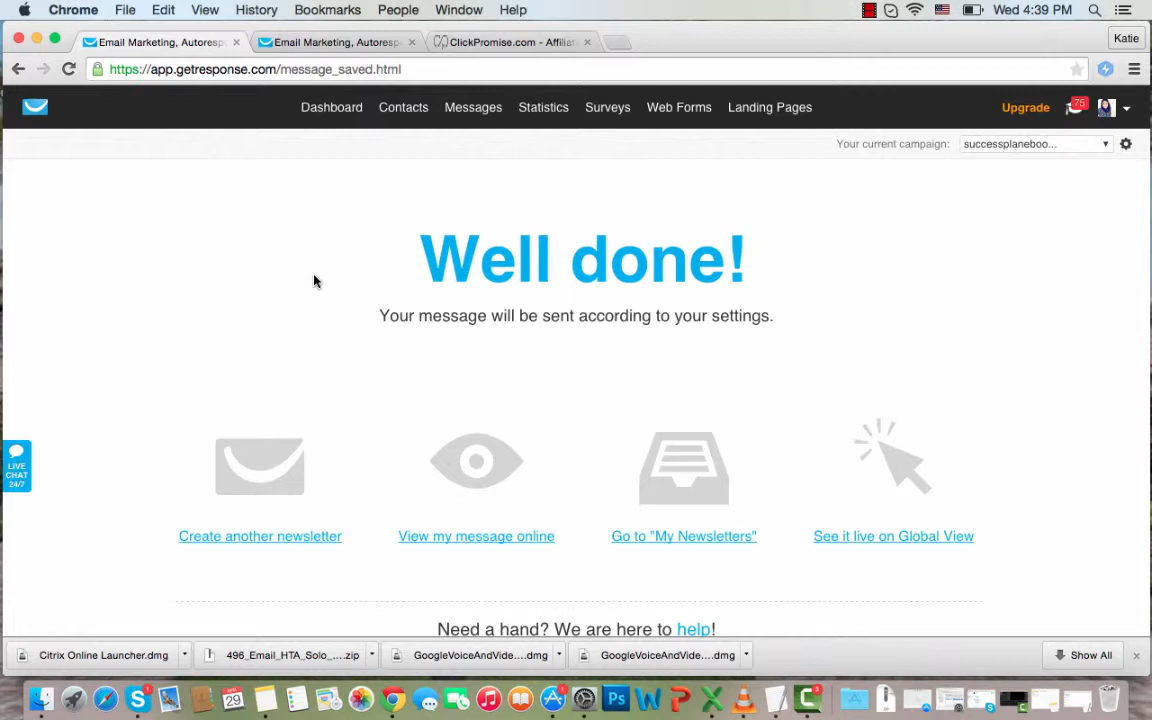 Chrome File Edit View History Bookmarks People Window Help Wed 4:39 PM
Email Marketing, Autoresp Email Marketing, Autoresp ClickPromise.com - Affilia Katie
https://app.getresponse.com/message_saved.html
Dashboard Contacts Messages Statistics Surveys Web Forms Landing Pages Upgrade 75
Your current campaign: successplaneboo...
Well done!
Your message will be sent according to your settings.
LIVE
CHAT
24/7
Create another newsletter View my message online Go to "My Newsletters" See it live on Global View
Need a hand? We are here to help!
Citrix Online Launcher.dmg 496_Email_HTA_Solo_....zip GoogleVoiceAndVide....dmg GoogleVoiceAndVide....dmg Show All
29 Ps